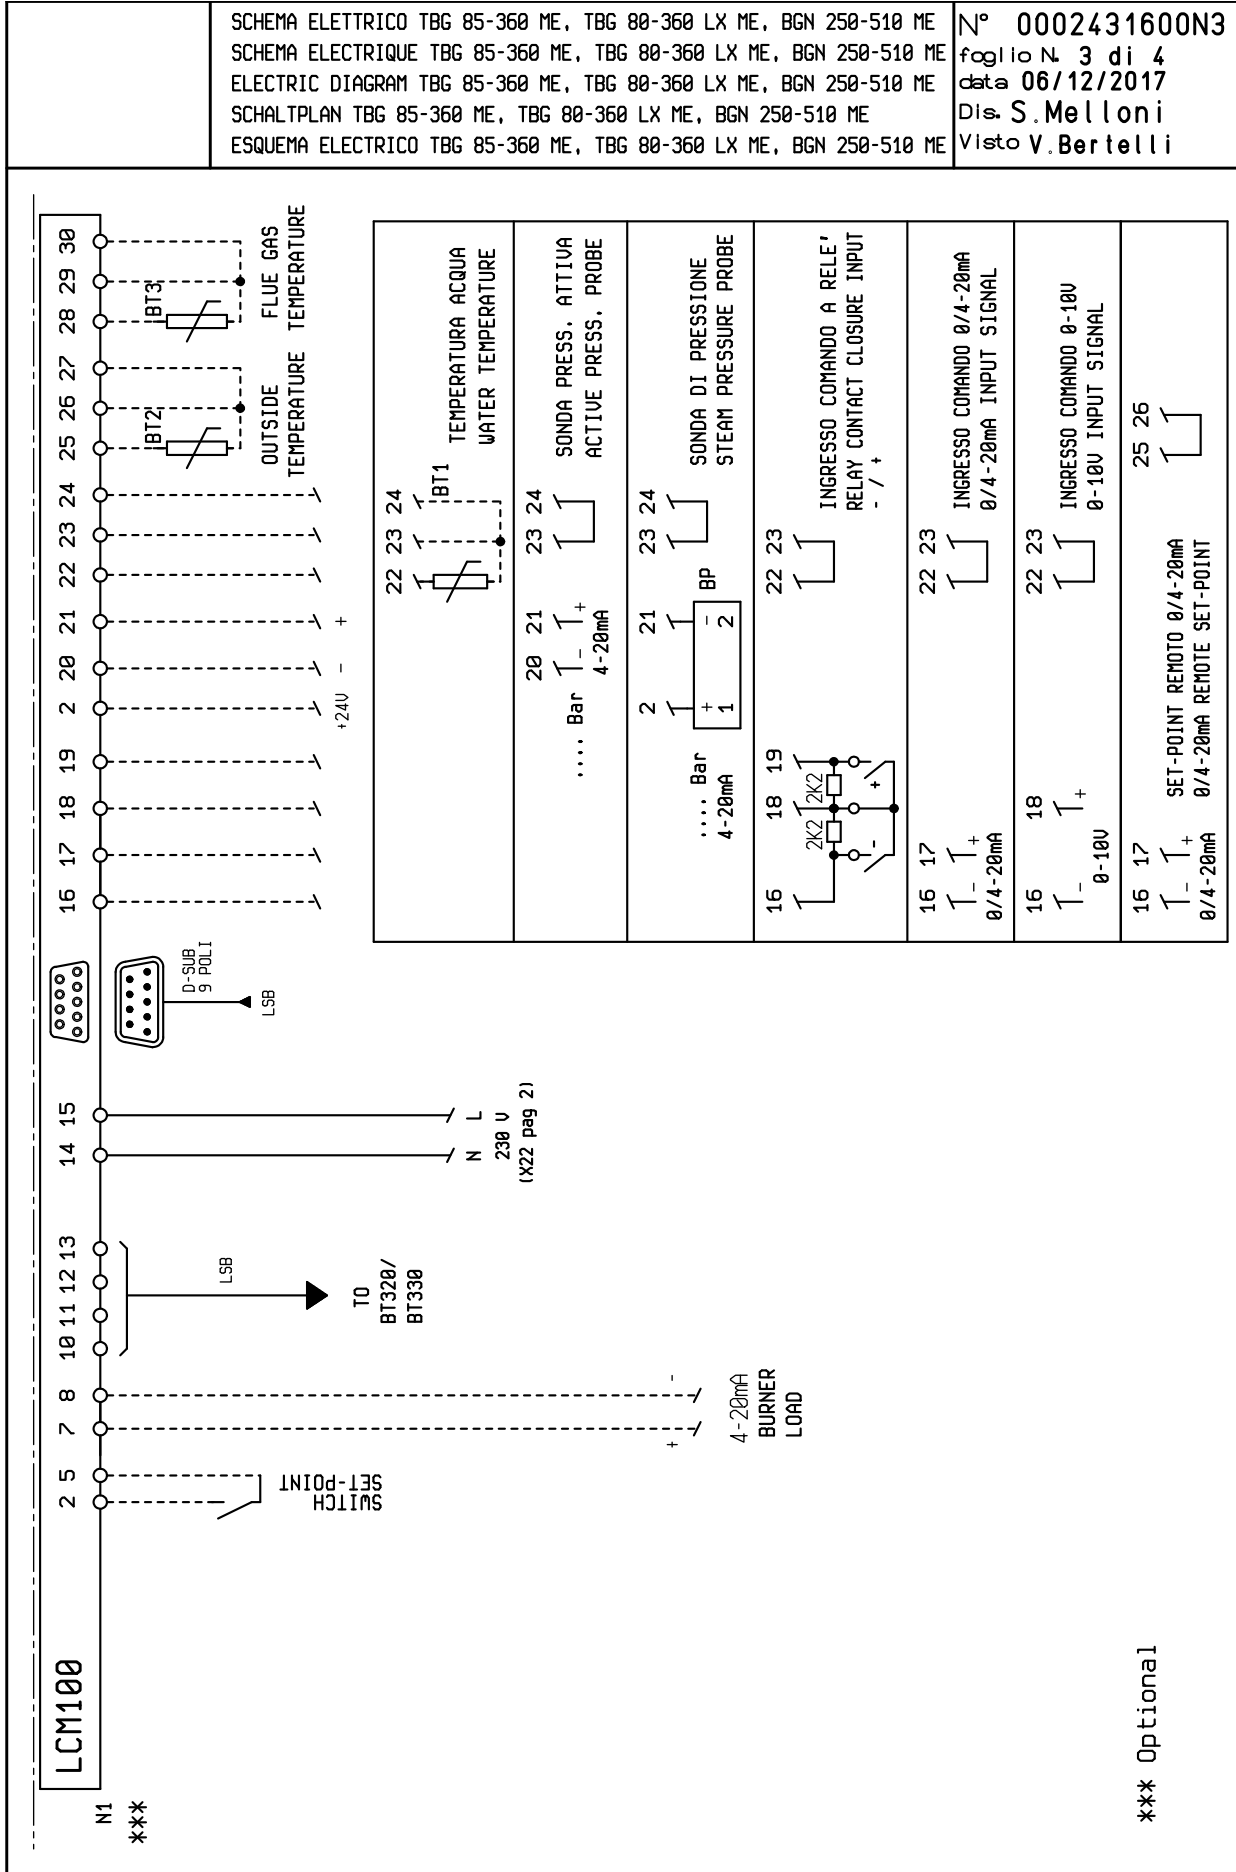 SCHEMA ELETTRICO TBG 85-360 ME, TBG 80-360 LX ME, BGN 250-510 ME
SCHEMA ELECTRIQUE TBG 85-360 ME, TBG 80-360 LX ME, BGN 250-510 ME
ELECTRIC DIAGRAM TBG 85-360 ME, TBG 80-360 LX ME, BGN 250-510 ME
SCHALTPLAN TBG 85-360 ME, TBG 80-360 LX ME, BGN 250-510 ME
ESQUEMA ELECTRICO TBG 85-360 ME, TBG 80-360 LX ME, BGN 250-510 ME
N° 0002431600N3
foglio N. 3 di 4
data 06/12/2017
Dis. S.Melloni
Visto V.Bertelli
LCM100
N1
***
2 5 7 8 10 11 12 13 14 15 16 17 18 19 2 20 21 22 23 24 25 26 27 28 29 30
SWITCH
SET-POINT
+ -
4-20mA
BURNER
LOAD
LSB
TO
BT320/
BT330
N L
230 V
(X22 pag 2)
D-SUB
9 POLI
LSB
+24V - +
BT2
OUTSIDE
TEMPERATURE
BT3
FLUE GAS
TEMPERATURE
22 23 24
BT1
TEMPERATURA ACQUA
WATER TEMPERATURE
20 21 23 24
- +
4-20mA
.... Bar
SONDA PRESS. ATTIVA
ACTIVE PRESS. PROBE
2 21 23 24
+ -
1 2
BP
.... Bar
4-20mA
SONDA DI PRESSIONE
STEAM PRESSURE PROBE
16 18 19 22 23
2K2 2K2
- +
INGRESSO COMANDO A RELE'
RELAY CONTACT CLOSURE INPUT
- / +
16 17 22 23
- +
0/4-20mA
INGRESSO COMANDO 0/4-20mA
0/4-20mA INPUT SIGNAL
16 18 22 23
- +
0-10V
INGRESSO COMANDO 0-10V
0-10V INPUT SIGNAL
16 17 25 26
- +
0/4-20mA
SET-POINT REMOTO 0/4-20mA
0/4-20mA REMOTE SET-POINT
*** Optional